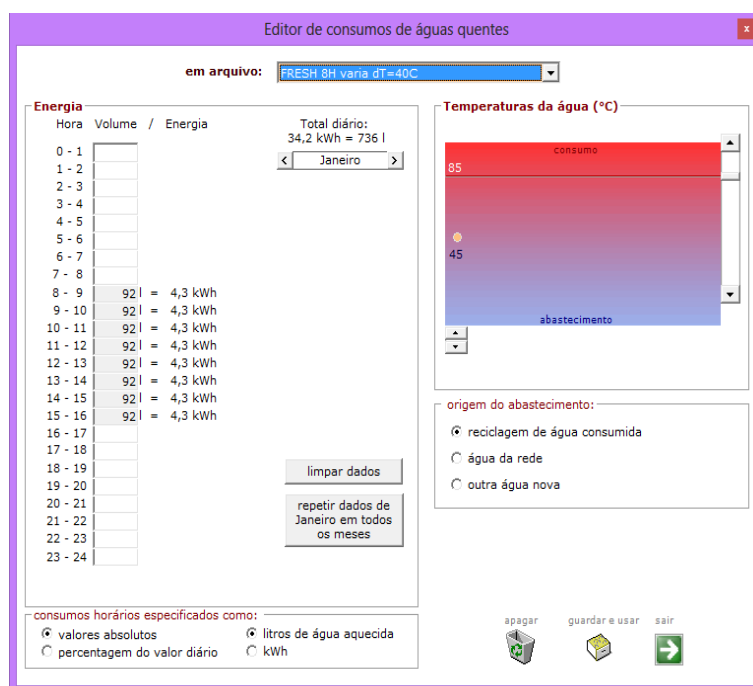 Editor de consumos de águas quentes
x
em arquivo: FRESH 8H varia dT=40C
Energia
Hora Volume / Energia
Total diário:
34,2 kWh = 736 l
< Janeiro >
0 - 1
1 - 2
2 - 3
3 - 4
4 - 5
5 - 6
6 - 7
7 - 8
8 - 9 92 l = 4,3 kWh
9 - 10 92 l = 4,3 kWh
10 - 11 92 l = 4,3 kWh
11 - 12 92 l = 4,3 kWh
12 - 13 92 l = 4,3 kWh
13 - 14 92 l = 4,3 kWh
14 - 15 92 l = 4,3 kWh
15 - 16 92 l = 4,3 kWh
16 - 17
17 - 18
18 - 19
19 - 20
20 - 21
21 - 22
22 - 23
23 - 24
limpar dados
repetir dados de
Janeiro em todos
os meses
consumos horários especificados como:
valores absolutos
percentagem do valor diário
litros de água aquecida
kWh
Temperaturas da água (°C)
consumo
85
45
abastecimento
origem do abastecimento:
reciclagem de água consumida
água da rede
outra água nova
apagar
guardar e usar
sair